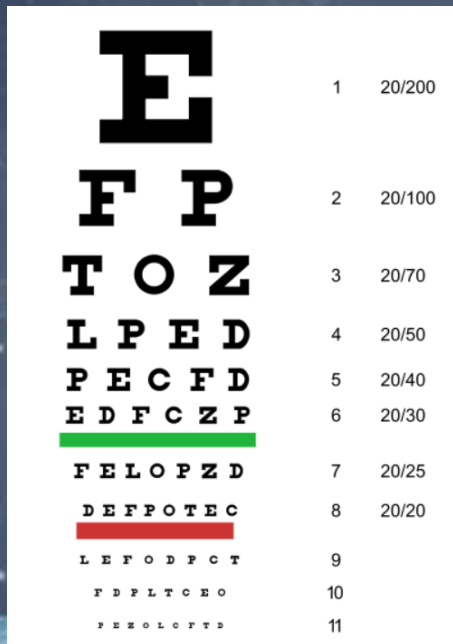 E 1 20/200
F P 2 20/100
T O Z 3 20/70
L P E D 4 20/50
P E C F D 5 20/40
E D F C Z P 6 20/30
F E L O P Z D 7 20/25
D E F P O T E C 8 20/20
L E F O D P C T 9
F D P L T C E O 10
P E Z O L C F T D 11